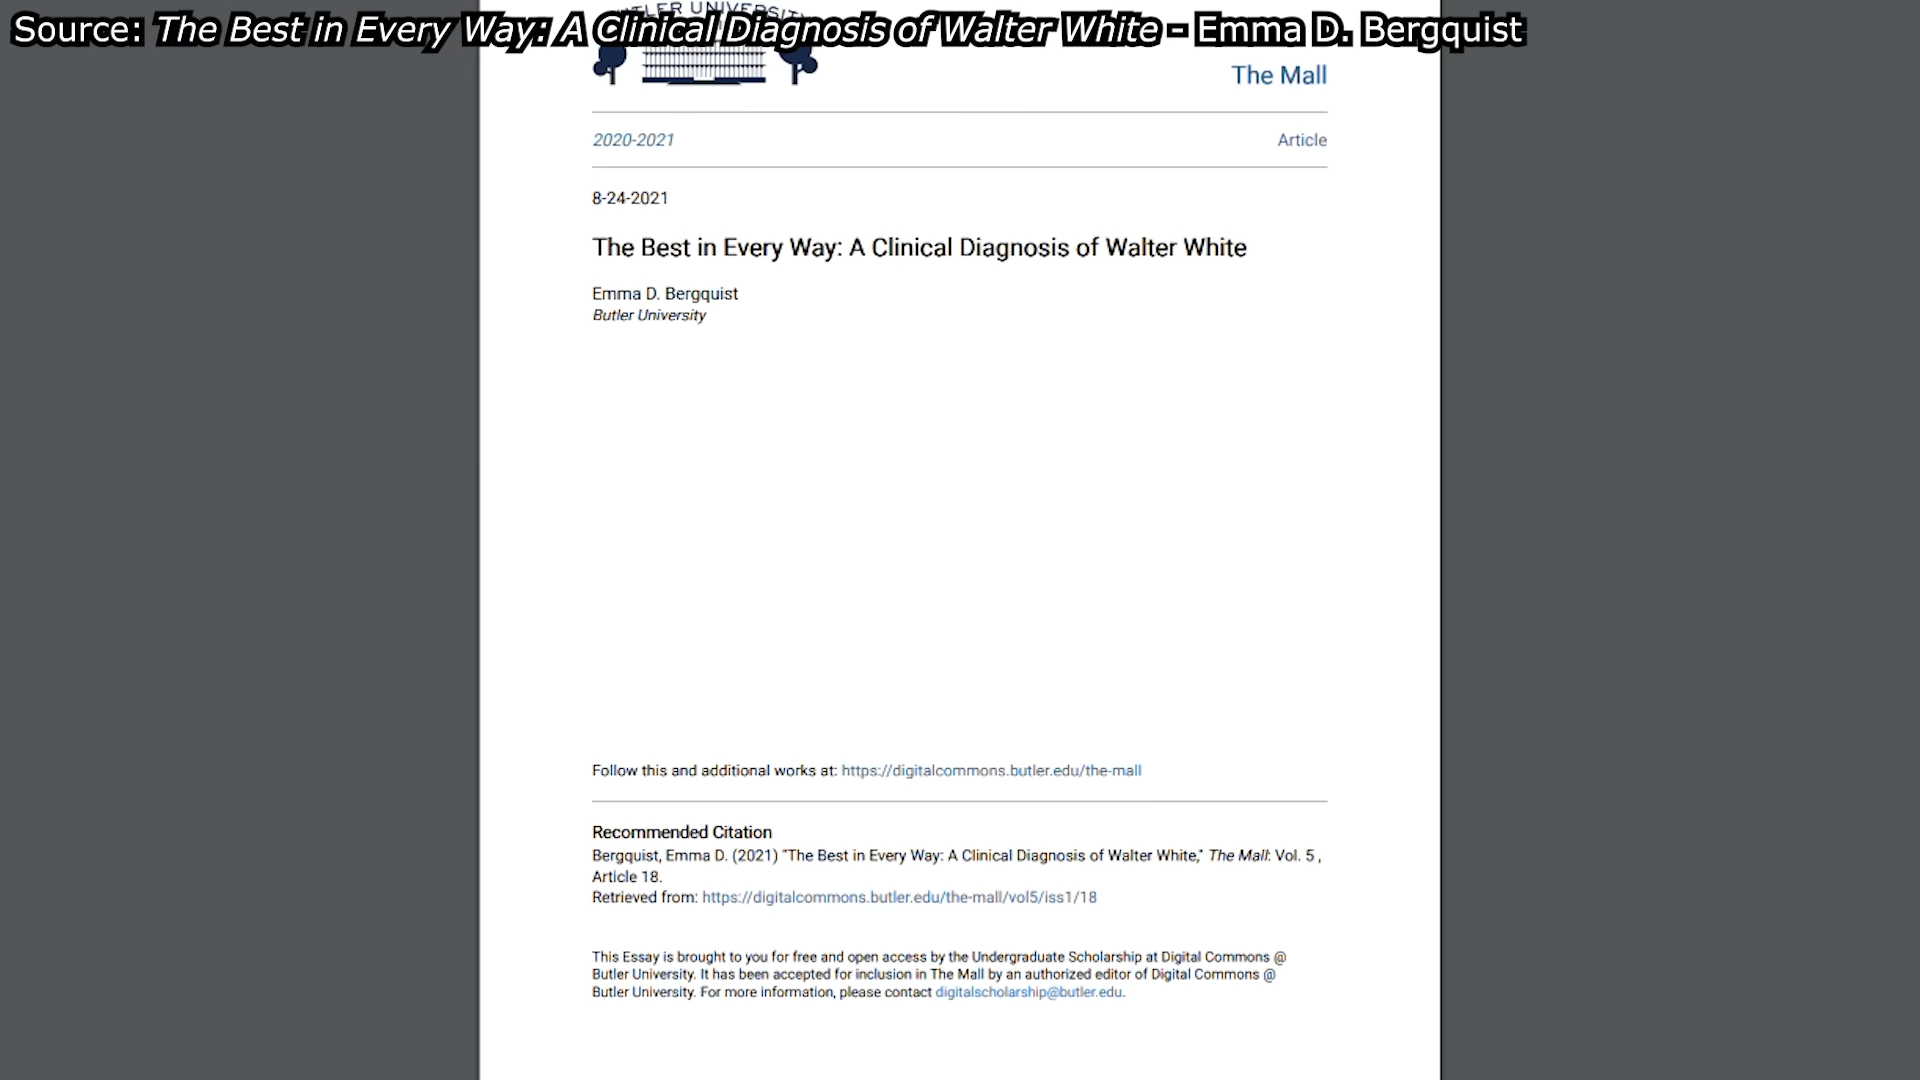 Source: The Best in Every Way: A Clinical Diagnosis of Walter White - Emma D. Bergquist
The Mall
2020-2021
Article
8-24-2021
The Best in Every Way: A Clinical Diagnosis of Walter White
Emma D. Bergquist
Butler University
Follow this and additional works at: https://digitalcommons.butler.edu/the-mall
Recommended Citation
Bergquist, Emma D. (2021) "The Best in Every Way: A Clinical Diagnosis of Walter White," The Mall: Vol. 5 ,
Article 18.
Retrieved from: https://digitalcommons.butler.edu/the-mall/vol5/iss1/18
This Essay is brought to you for free and open access by the Undergraduate Scholarship at Digital Commons @
Butler University. It has been accepted for inclusion in The Mall by an authorized editor of Digital Commons @
Butler University. For more information, please contact digitalscholarship@butler.edu.